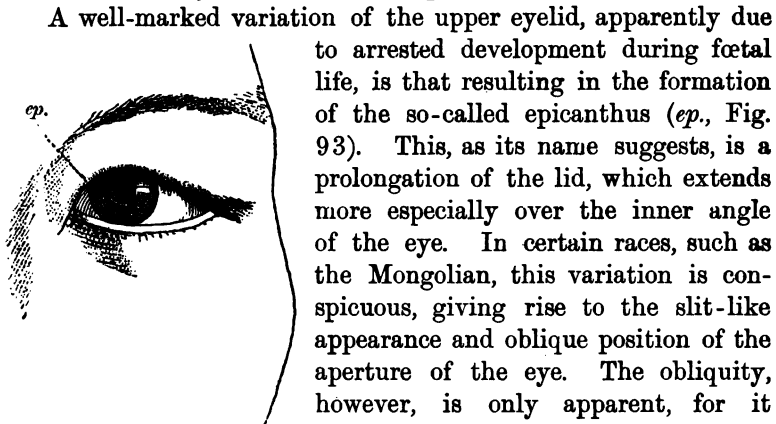 A well-marked variation of the upper eyelid, apparently due
to arrested development during fœtal
life, is that resulting in the formation
of the so-called epicanthus (ep., Fig.
93). This, as its name suggests, is a
prolongation of the lid, which extends
more especially over the inner angle
of the eye. In certain races, such as
the Mongolian, this variation is con-
spicuous, giving rise to the slit-like
appearance and oblique position of the
aperture of the eye. The obliquity,
however, is only apparent, for it
ep.